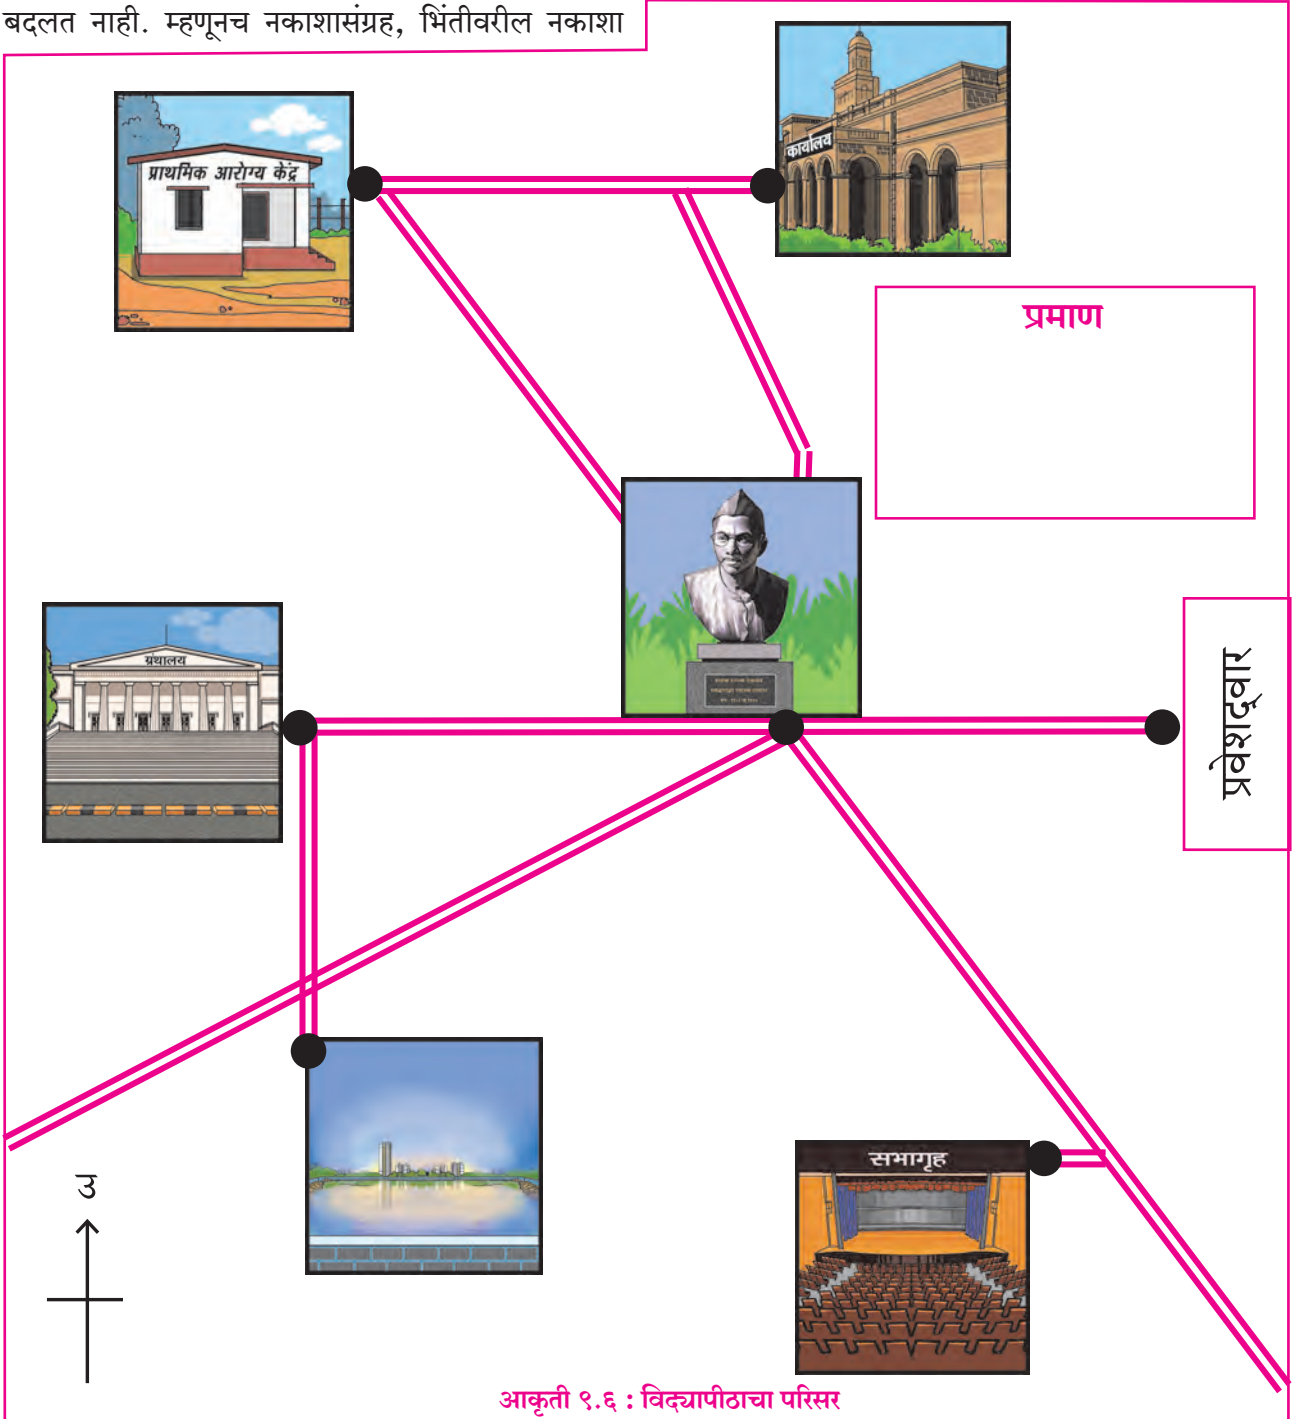 बदलत नाही. म्हणूनच नकाशासंग्रह, भिंतीवरील नकाशा
प्राथमिक आरोग्य केंद्र
कार्यालय
प्रमाण
ग्रंथालय
प्रवेशद्वार
सभागृह
उ
आकृती ९.६ : विद्यापीठाचा परिसर